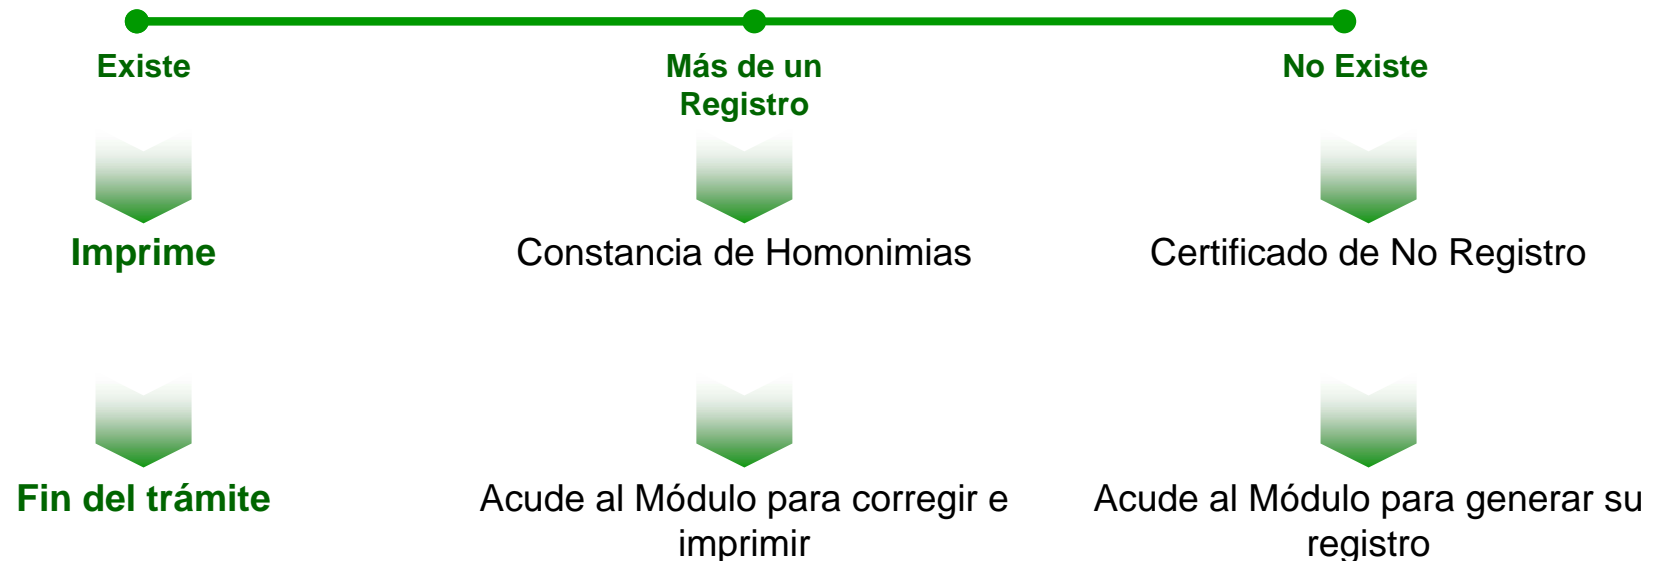 Existe
Más de un
Registro
No Existe
Imprime
Constancia de Homonimias
Certificado de No Registro
Fin del trámite
Acude al Módulo para corregir e
imprimir
Acude al Módulo para generar su
registro